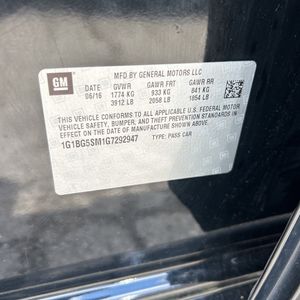 GM
MFD BY GENERAL MOTORS LLC
DATE GVWR GAWR FRT GAWR RR
06/16 1774 KG 933 KG 841 KG
3912 LB 2058 LB 1854 LB
THIS VEHICLE CONFORMS TO ALL APPLICABLE U.S. FEDERAL MOTOR
VEHICLE SAFETY, BUMPER, AND THEFT PREVENTION STANDARDS IN
EFFECT ON THE DATE OF MANUFACTURE SHOWN ABOVE.
1G1BG5SM1G7292947 TYPE: PASS CAR